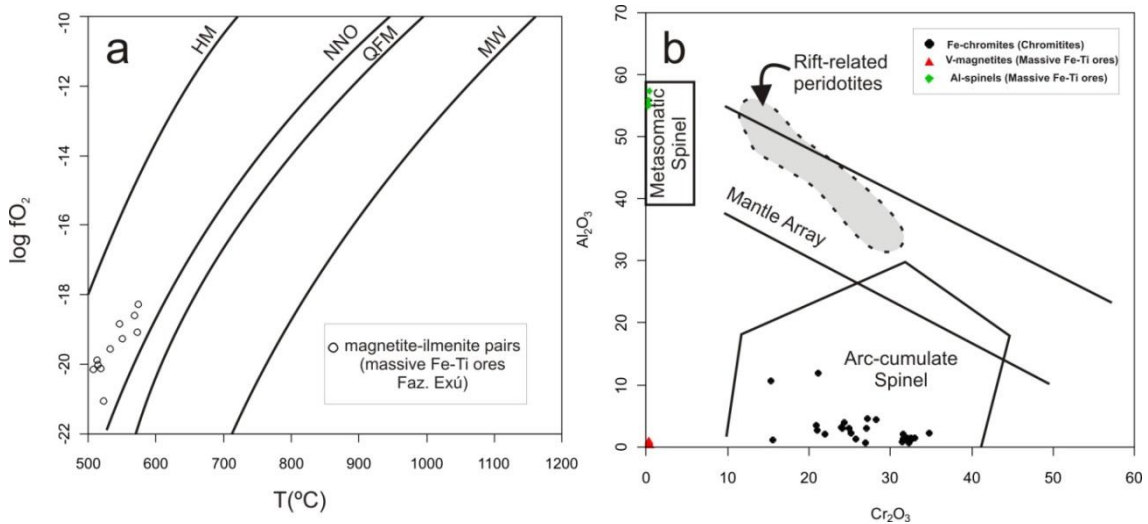 a
HM
NNO
QFM
MW
log fO₂
-10
-12
-14
-16
-18
-20
-22
500
600
700
800
900
1000
1100
1200
T(ºC)
magnetite-ilmenite pairs
(massive Fe-Ti ores
Faz. Exú)
b
Fe-chromites (Chromitites)
V-magnetites (Massive Fe-Ti ores)
Al-spinels (Massive Fe-Ti ores)
Rift-related
peridotites
Metasomatic
Spinel
Mantle Array
Arc-cumulate
Spinel
Al₂O₃
70
60
50
40
30
20
10
0
0
10
20
30
40
50
60
Cr₂O₃